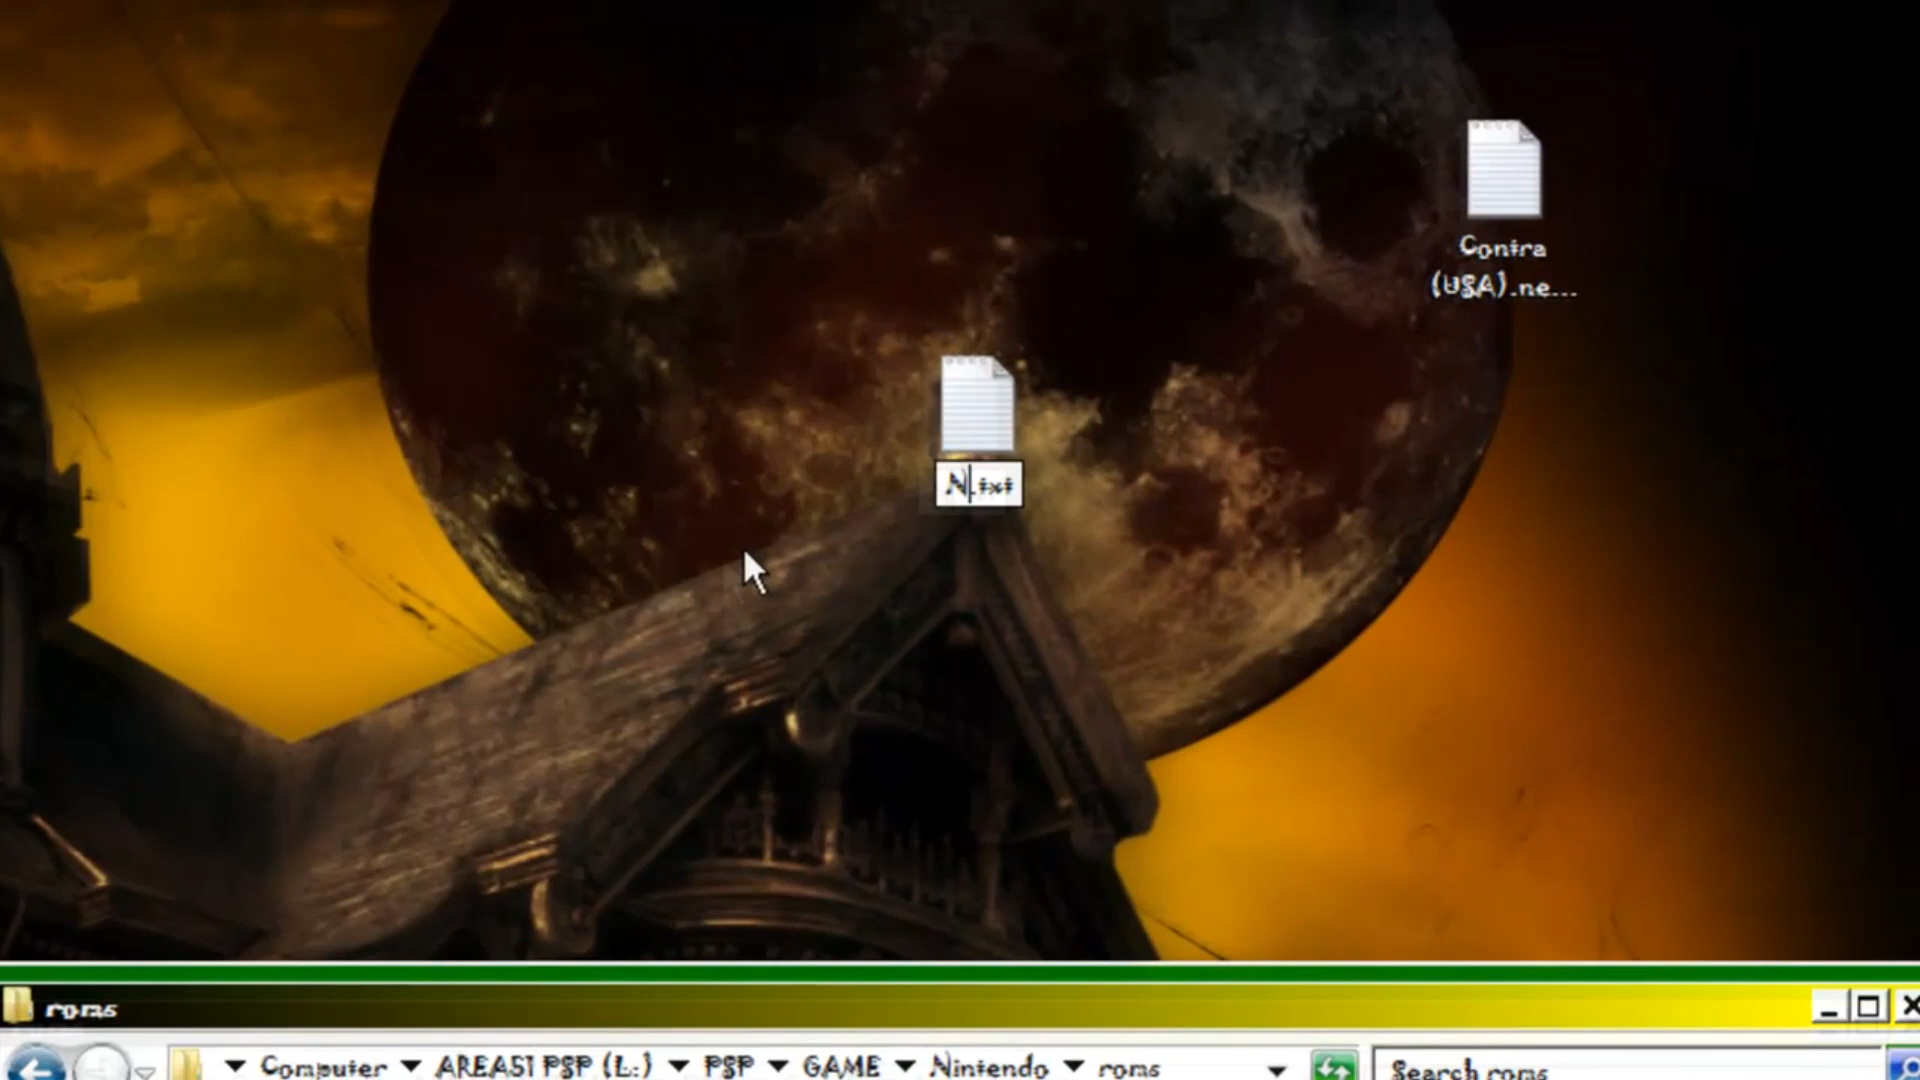 Contra
(USA).ne...
N.txt
roms
Computer AREA51 PSP (L:) PSP GAME Nintendo roms
Search roms